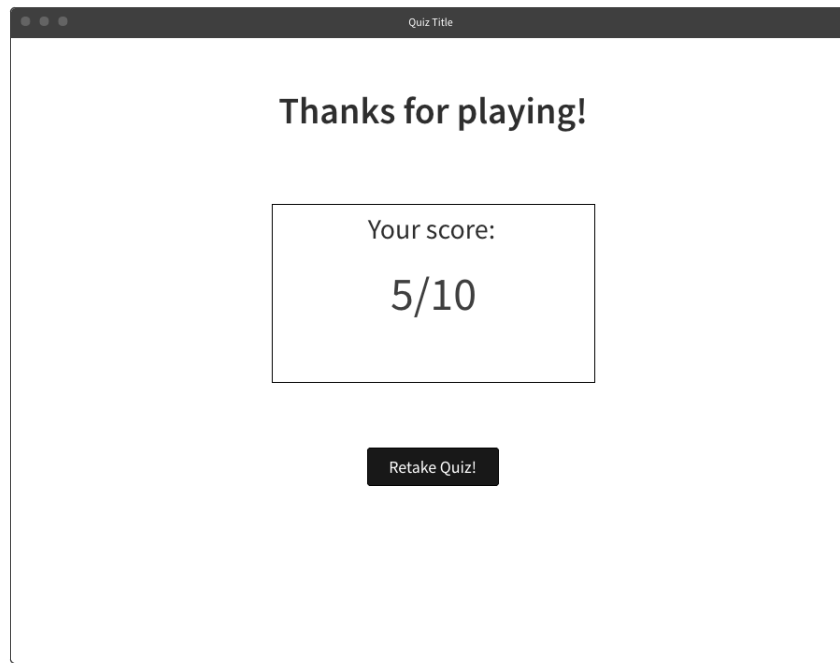 Quiz Title
Thanks for playing!
Your score:
5/10
Retake Quiz!